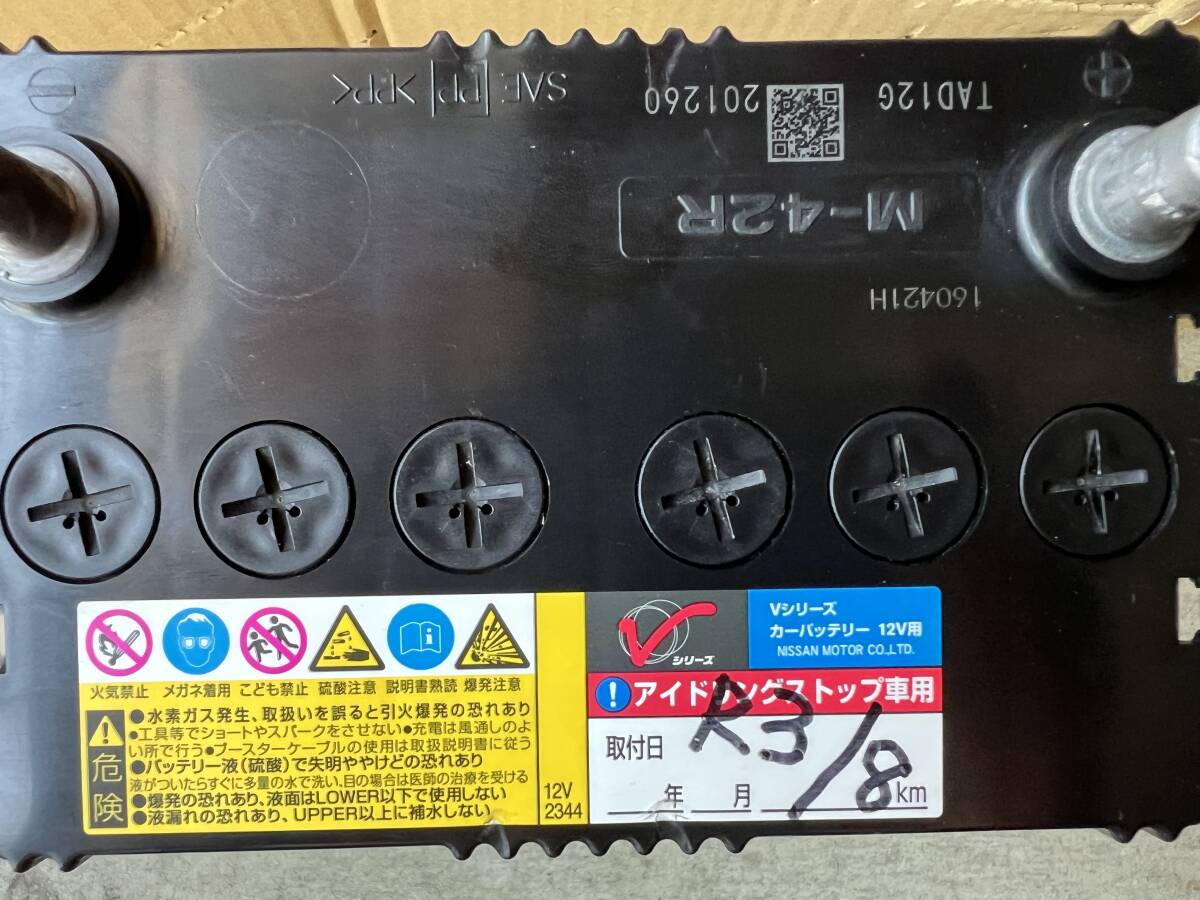 TAD12G 201260 SAE PP >PP<
M-42R
160421H
火気禁止 メガネ着用 こども禁止 硫酸注意 説明書熟読 爆発注意
危険
●水素ガス発生、取扱いを誤ると引火爆発の恐れあり
●工具等でショートやスパークをさせない●充電は風通しのよ
い所で行う●ブースターケーブルの使用は取扱説明書に従う
●バッテリー液(硫酸)で失明ややけどの恐れあり
液がついたらすぐに多量の水で洗い、目の場合は医師の治療を受ける
●爆発の恐れあり、液面はLOWER以下で使用しない
●液漏れの恐れあり、UPPER以上に補水しない
12V
2344
V シリーズ
Vシリーズ
カーバッテリー 12V用
NISSAN MOTOR CO.,LTD.
アイドリングストップ車用
取付日 R3/8
年 月 km